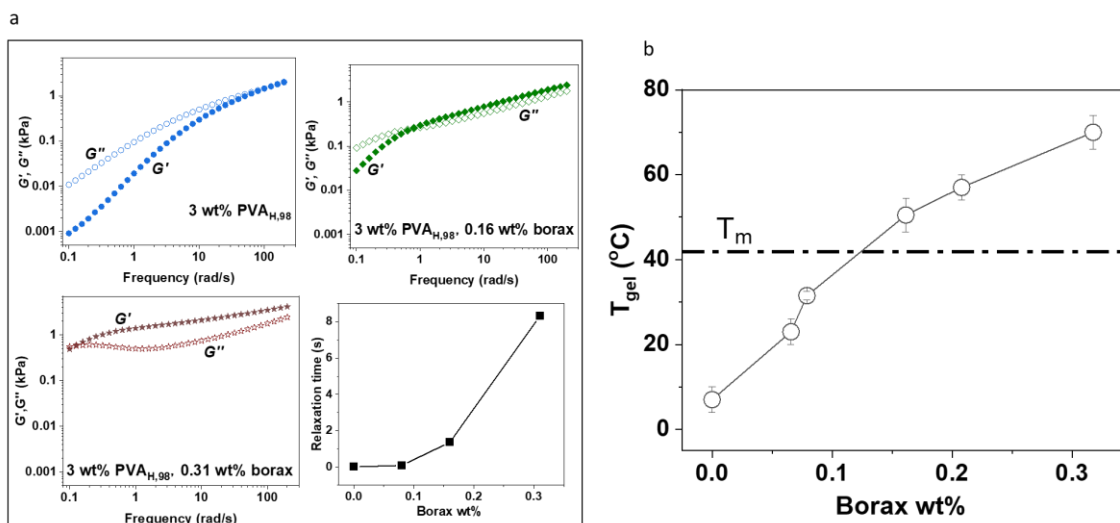 a
G', G'' (kPa)
1
0.1
0.01
0.001
G''
G'
3 wt% PVA_H,98
0.1 1 10 100
Frequency (rad/s)
G', G'' (kPa)
1
0.1
0.01
0.001
G''
G'
3 wt% PVA_H,98, 0.16 wt% borax
0.1 1 10 100
Frequency (rad/s)
G',G'' (kPa)
1
0.1
0.01
0.001
G'
G''
3 wt% PVA_H,98, 0.31 wt% borax
0.1 1 10 100
Frequency (rad/s)
Relaxation time (s)
8
6
4
2
0
0.0 0.1 0.2 0.3
Borax wt%
b
T_gel (°C)
80
60
40
20
0
T_m
0.0 0.1 0.2 0.3
Borax wt%